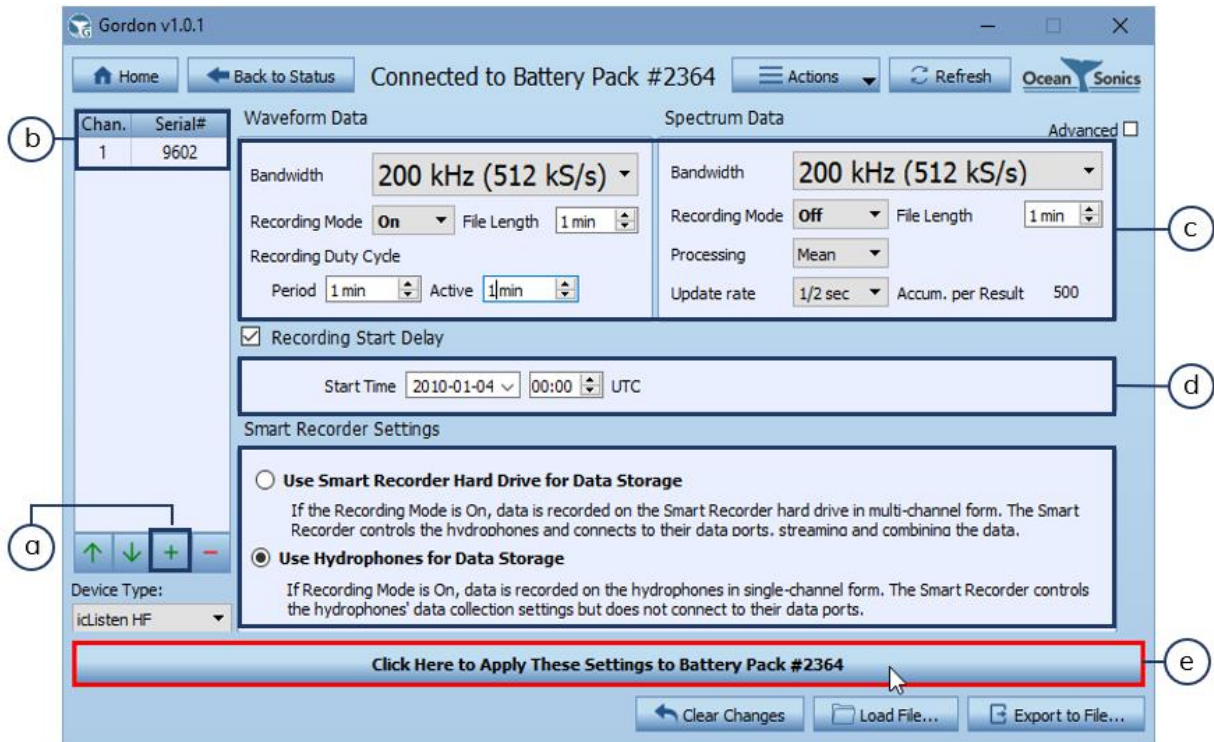 Gordon v1.0.1
Home
Back to Status
Connected to Battery Pack #2364
Actions
Refresh
Ocean Sonics
b
Chan. Serial#
1 9602
Waveform Data
Bandwidth 200 kHz (512 kS/s)
Recording Mode On File Length 1 min
Recording Duty Cycle
Period 1 min Active 1 min
Spectrum Data
Advanced
Bandwidth 200 kHz (512 kS/s)
Recording Mode Off File Length 1 min
Processing Mean
Update rate 1/2 sec Accum. per Result 500
c
Recording Start Delay
Start Time 2010-01-04 00:00 UTC
d
Smart Recorder Settings
Use Smart Recorder Hard Drive for Data Storage
If the Recording Mode is On, data is recorded on the Smart Recorder hard drive in multi-channel form. The Smart
Recorder controls the hydrophones and connects to their data ports, streaming and combining the data.
Use Hydrophones for Data Storage
If Recording Mode is On, data is recorded on the hydrophones in single-channel form. The Smart Recorder controls
the hydrophones' data collection settings but does not connect to their data ports.
a
+ −
Device Type:
icListen HF
Click Here to Apply These Settings to Battery Pack #2364
e
Clear Changes
Load File...
Export to File...